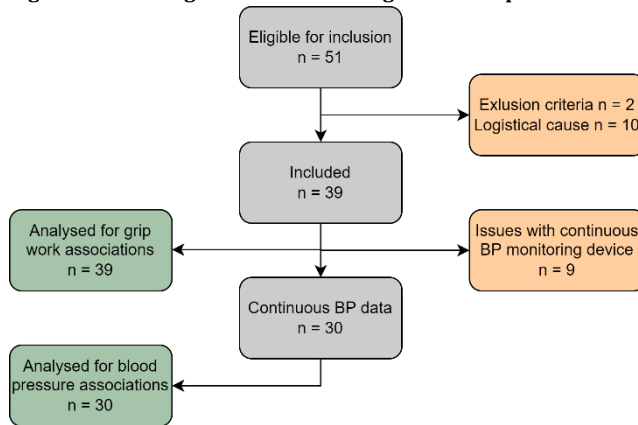 Eligible for inclusion
n = 51
Exlusion criteria n = 2
Logistical cause n = 10
Included
n = 39
Analysed for grip
work associations
n = 39
Issues with continuous
BP monitoring device
n = 9
Continuous BP data
n = 30
Analysed for blood
pressure associations
n = 30